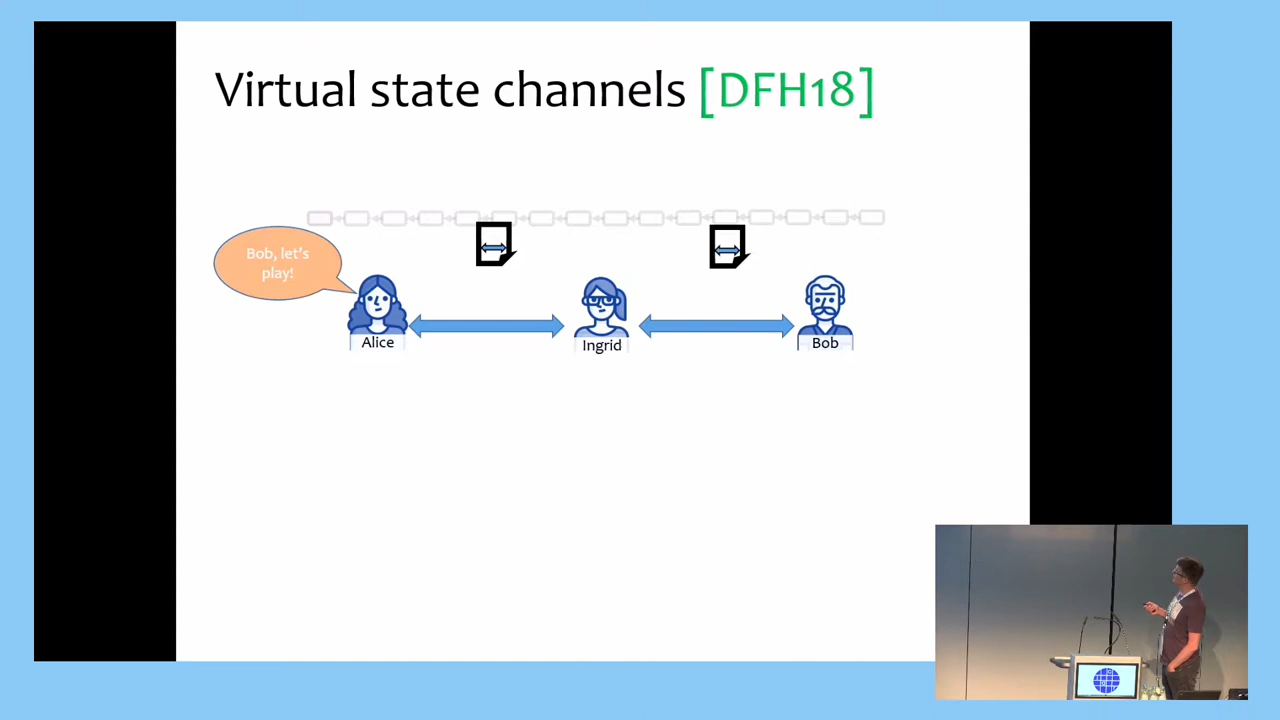 Virtual state channels [DFH18]
Bob, let's
play!
Alice
Ingrid
Bob